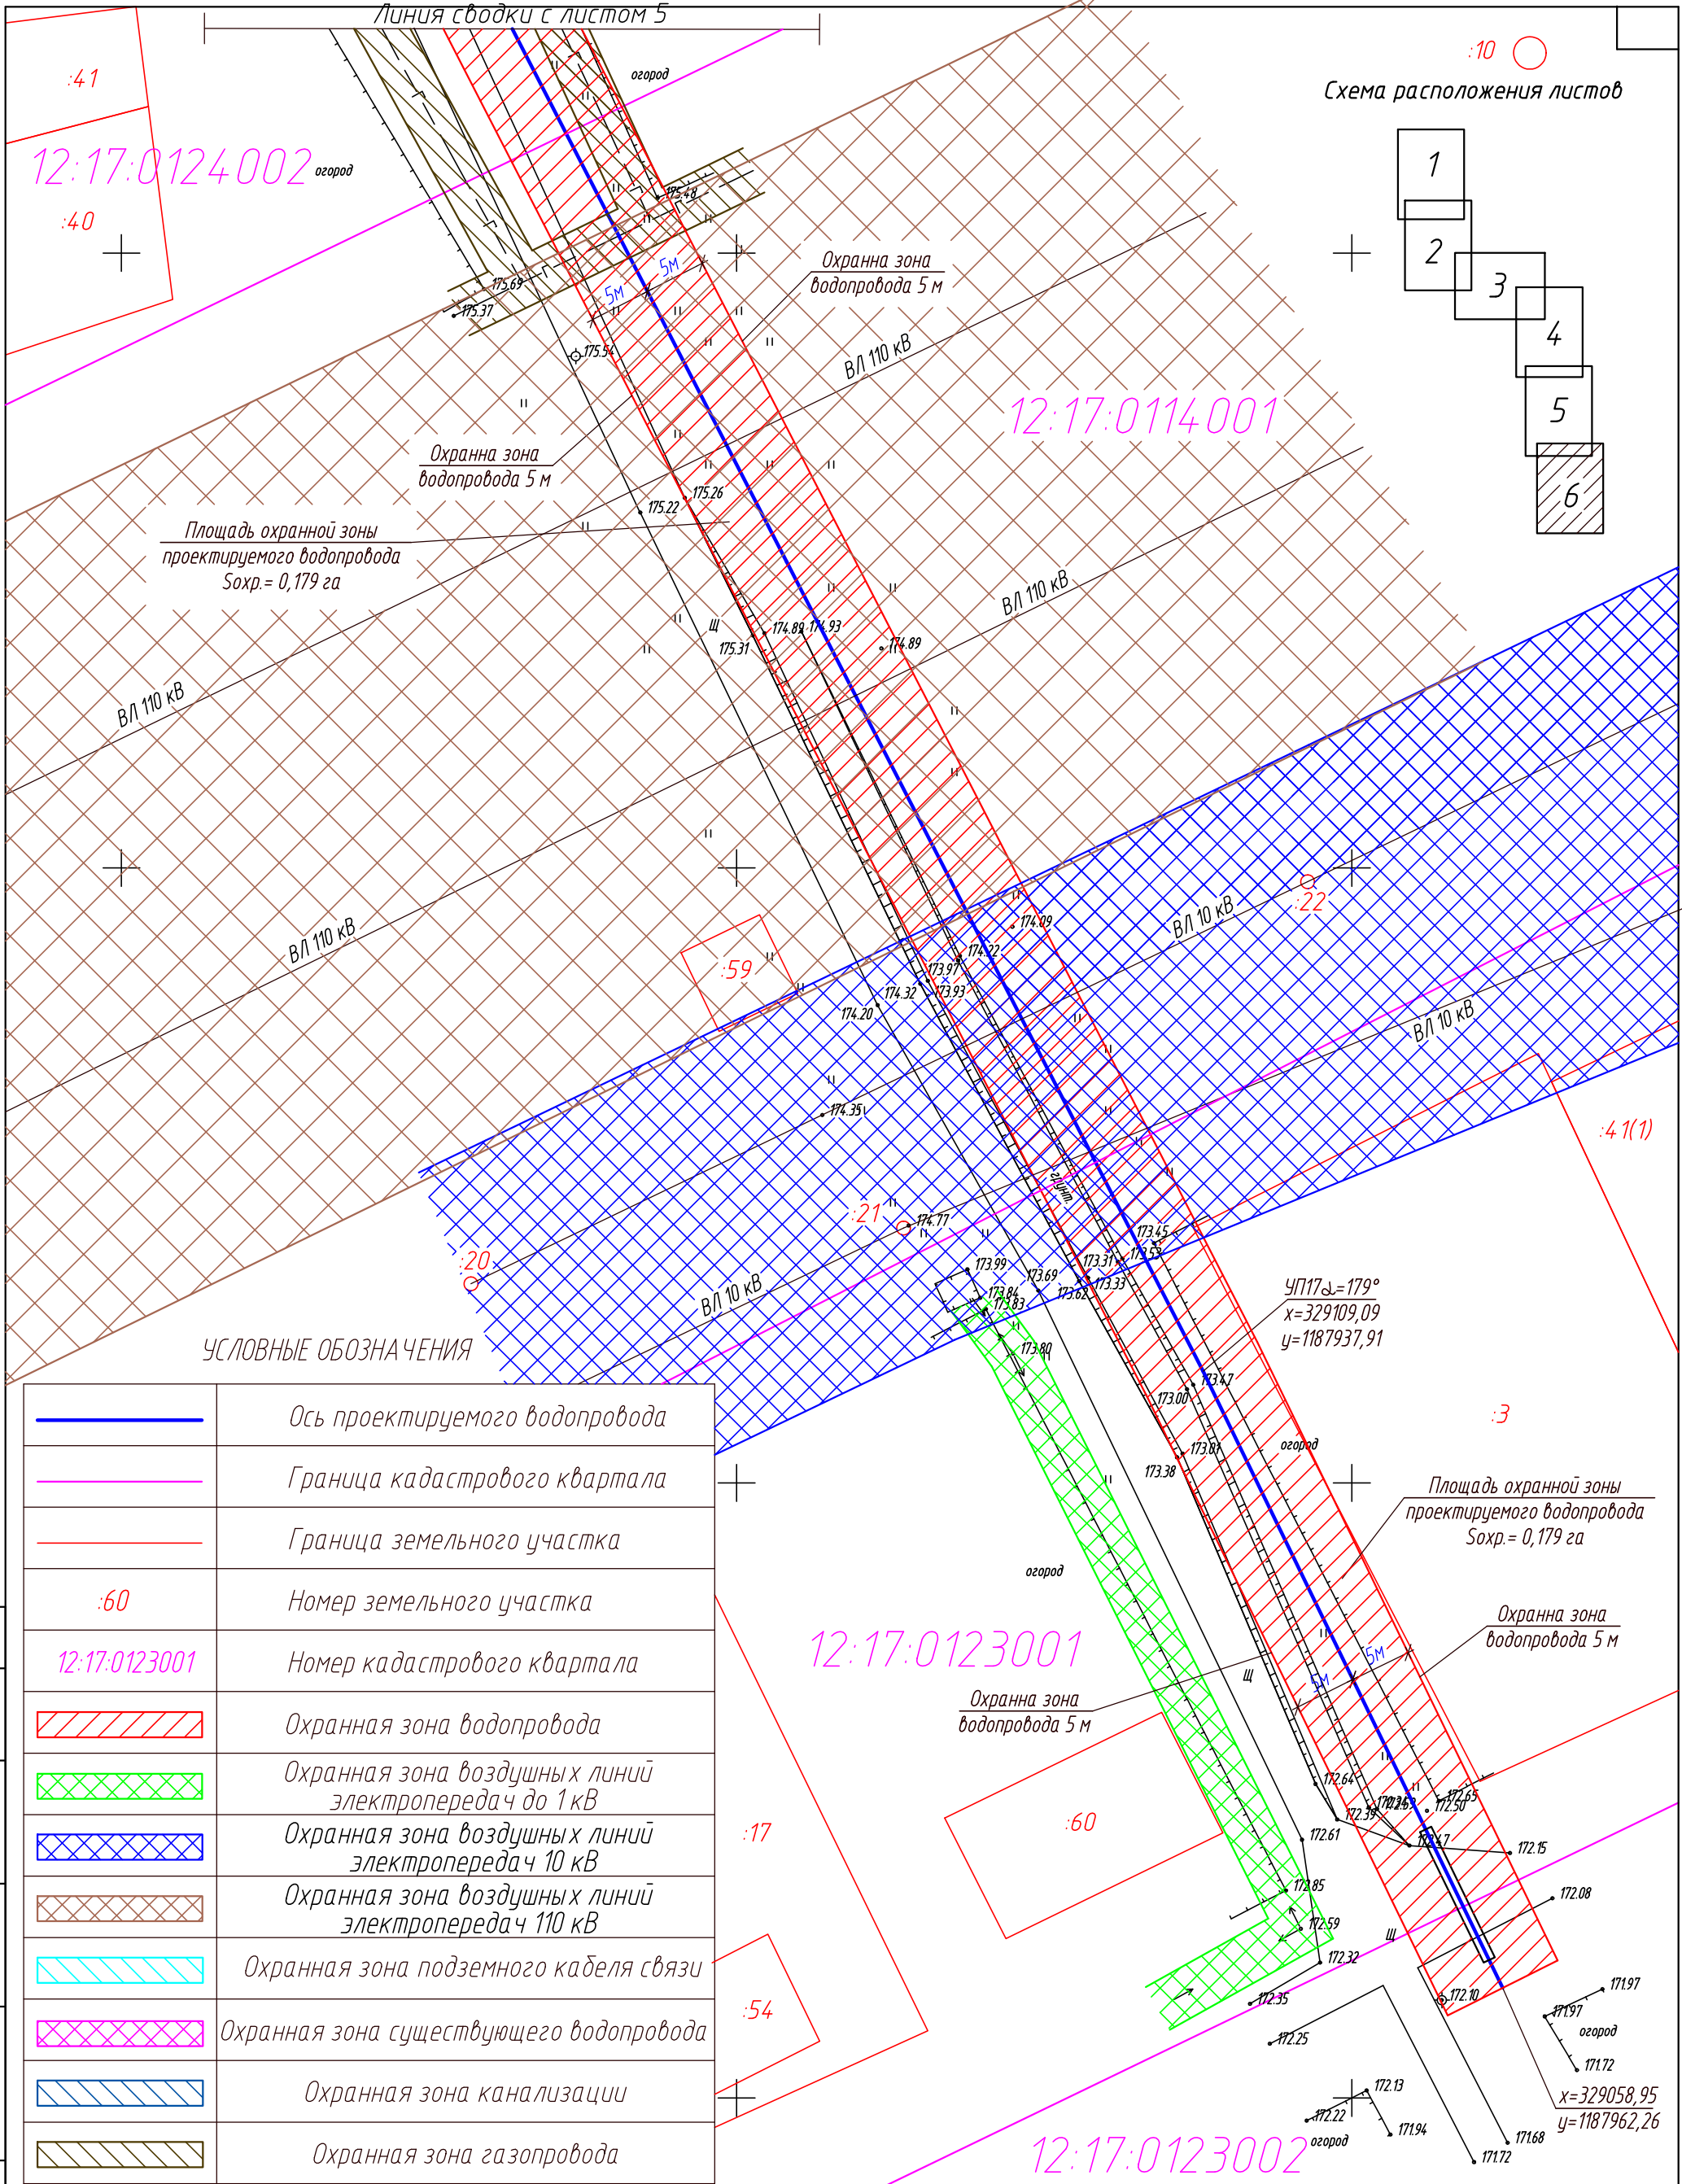 Линия сводки с листом 5
:10
Схема расположения листов
1
2
3
4
5
6
:41
12:17:0124002
огород
:40
огород
175.48
175.69
175.37
175.54
5м
5м
Охранна зона
водопровода 5 м
ВЛ 110 кВ
12:17:0114001
Охранна зона
водопровода 5 м
175.26
175.22
Площадь охранной зоны
проектируемого водопровода
Sохр.= 0,179 га
ВЛ 110 кВ
Щ
174.89
174.93
175.31
174.89
ВЛ 110 кВ
ВЛ 110 кВ
:59
:22
ВЛ 10 кВ
174.09
174.22
173.97
173.93
174.32
174.20
ВЛ 10 кВ
174.35
:41(1)
грунт.
:21
174.77
:20
173.45
173.53
173.31
173.33
173.69
173.62
173.99
173.84
173.83
173.80
ВЛ 10 кВ
УП17α=179°
x=329109,09
y=1187937,91
173.47
173.00
173.01
173.38
огород
:3
Площадь охранной зоны
проектируемого водопровода
Sохр.= 0,179 га
огород
12:17:0123001
Охранна зона
водопровода 5 м
5м
5м
Щ
Охранна зона
водопровода 5 м
:60
:17
172.64
172.39
172.65
172.50
172.47
172.15
172.61
172.85
172.08
172.59
Щ
172.32
172.35
172.10
171.97
171.97
огород
171.72
172.25
:54
172.13
172.22
171.94
огород
171.68
171.72
x=329058,95
y=1187962,26
12:17:0123002
УСЛОВНЫЕ ОБОЗНАЧЕНИЯ
Ось проектируемого водопровода
Граница кадастрового квартала
Граница земельного участка
:60
Номер земельного участка
12:17:0123001
Номер кадастрового квартала
Охранная зона водопровода
Охранная зона воздушных линий
электропередач до 1 кВ
Охранная зона воздушных линий
электропередач 10 кВ
Охранная зона воздушных линий
электропередач 110 кВ
Охранная зона подземного кабеля связи
Охранная зона существующего водопровода
Охранная зона канализации
Охранная зона газопровода